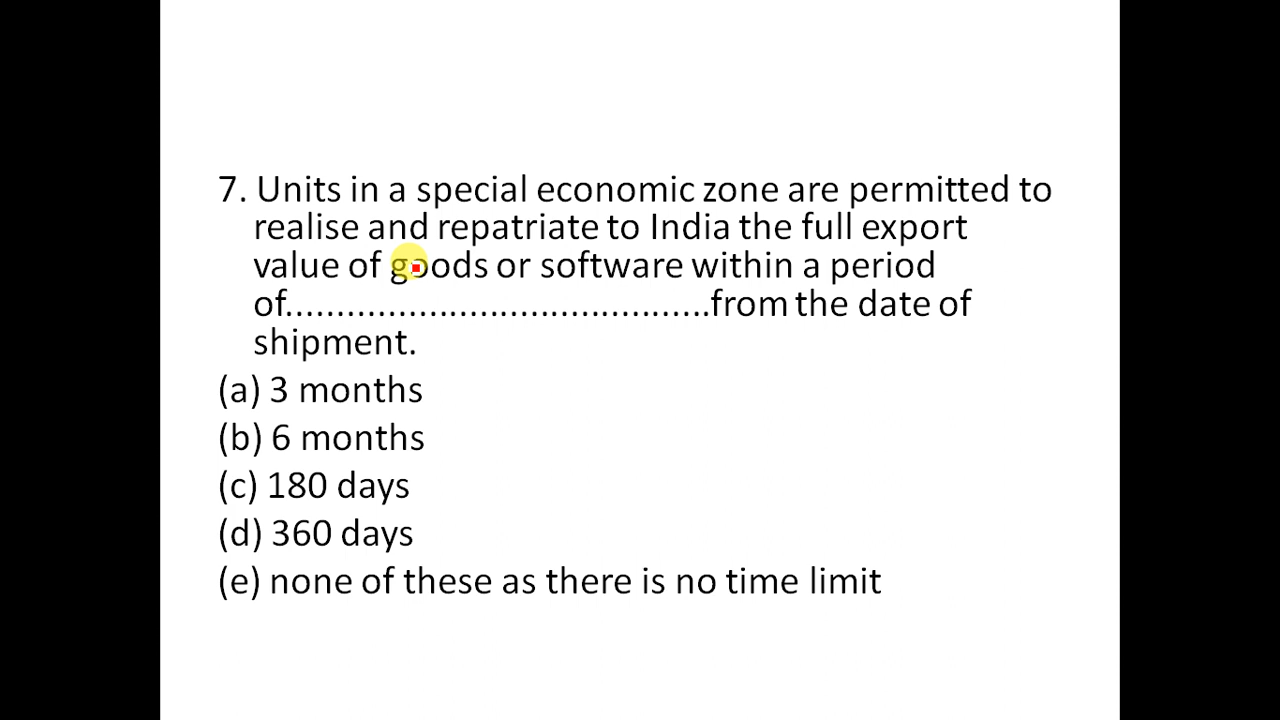 7. Units in a special economic zone are permitted to
realise and repatriate to India the full export
value of goods or software within a period
of..........................................from the date of
shipment.
(a) 3 months
(b) 6 months
(c) 180 days
(d) 360 days
(e) none of these as there is no time limit